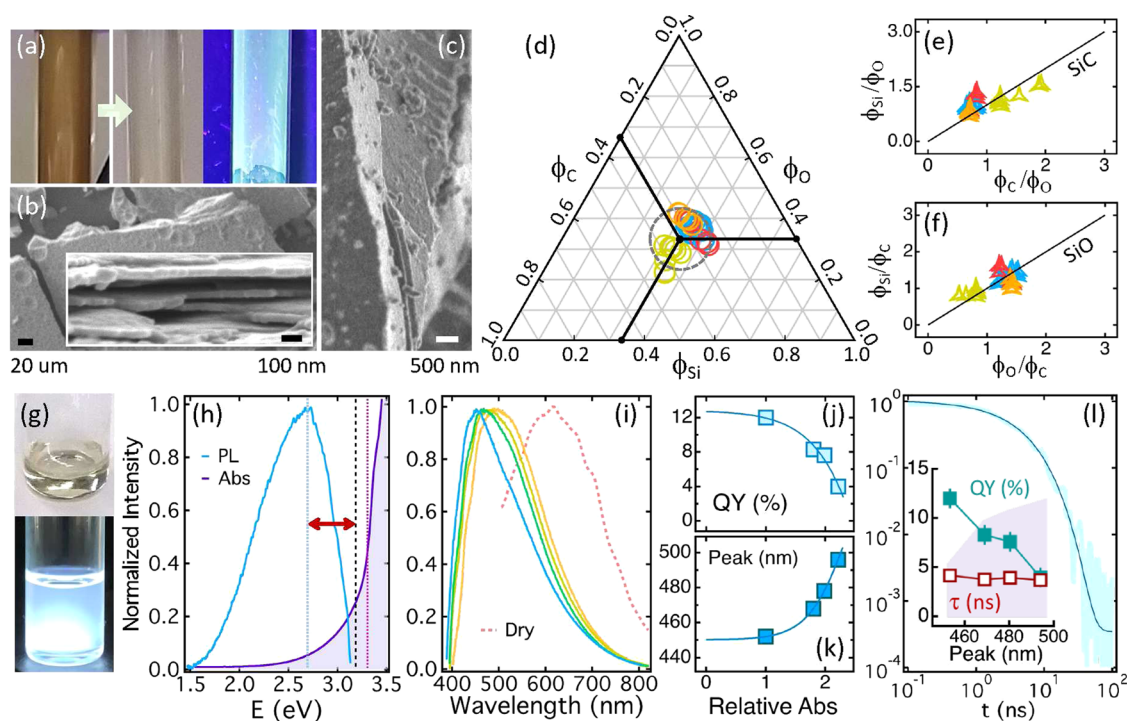 (a)
(b)
20 um
100 nm
(c)
500 nm
(d)
0.0
1.0
0.2
0.8
0.4
0.6
ϕC
ϕO
0.6
0.4
0.8
0.2
1.0
0.0
0.0
0.2
0.4
0.6
0.8
1.0
ϕSi
(e)
3.0
1.5
0.0
ϕSi/ϕO
SiC
0
1
2
3
ϕC/ϕO
(f)
3
2
1
0
ϕSi/ϕC
SiO
0
1
2
3
ϕO/ϕC
(g)
(h)
Normalized Intensity
1.0
0.8
0.6
0.4
0.2
0.0
PL
Abs
1.5
2.0
2.5
3.0
3.5
E (eV)
(i)
1.0
0.8
0.6
0.4
0.2
0.0
Dry
400
500
600
700
800
Wavelength (nm)
(j)
12
8
4
0
QY (%)
Peak (nm)
500
480
460
440
(k)
0
1
2
Relative Abs
(l)
10^0
10^-1
10^-2
10^-3
10^-4
QY (%)
15
10
5
0
τ (ns)
460
480
500
Peak (nm)
10^-1
10^0
10^1
10^2
t (ns)